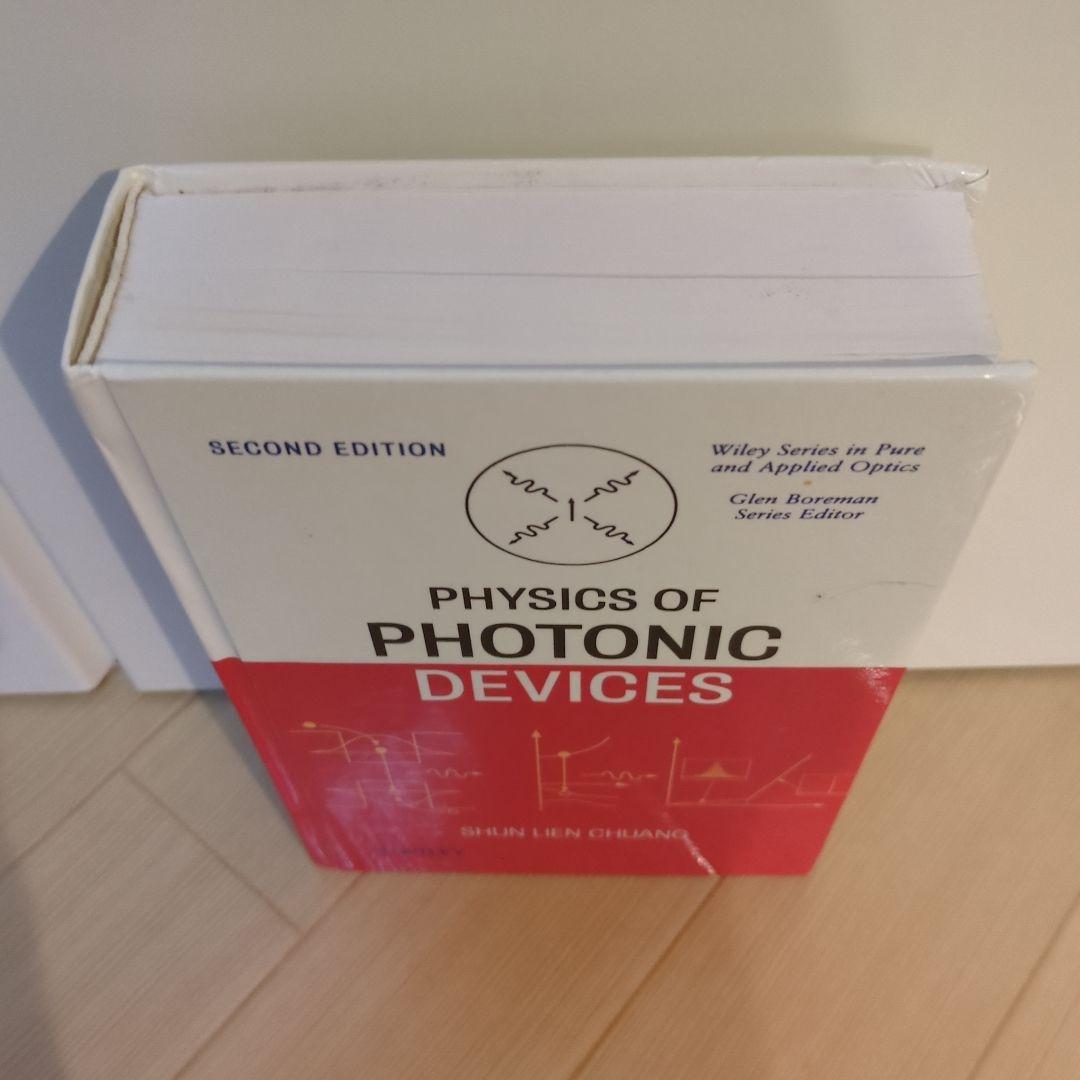 SECOND EDITION
Wiley Series in Pure
and Applied Optics
Glen Boreman
Series Editor
PHYSICS OF
PHOTONIC
DEVICES
SHUN LIEN CHUANG
WILEY